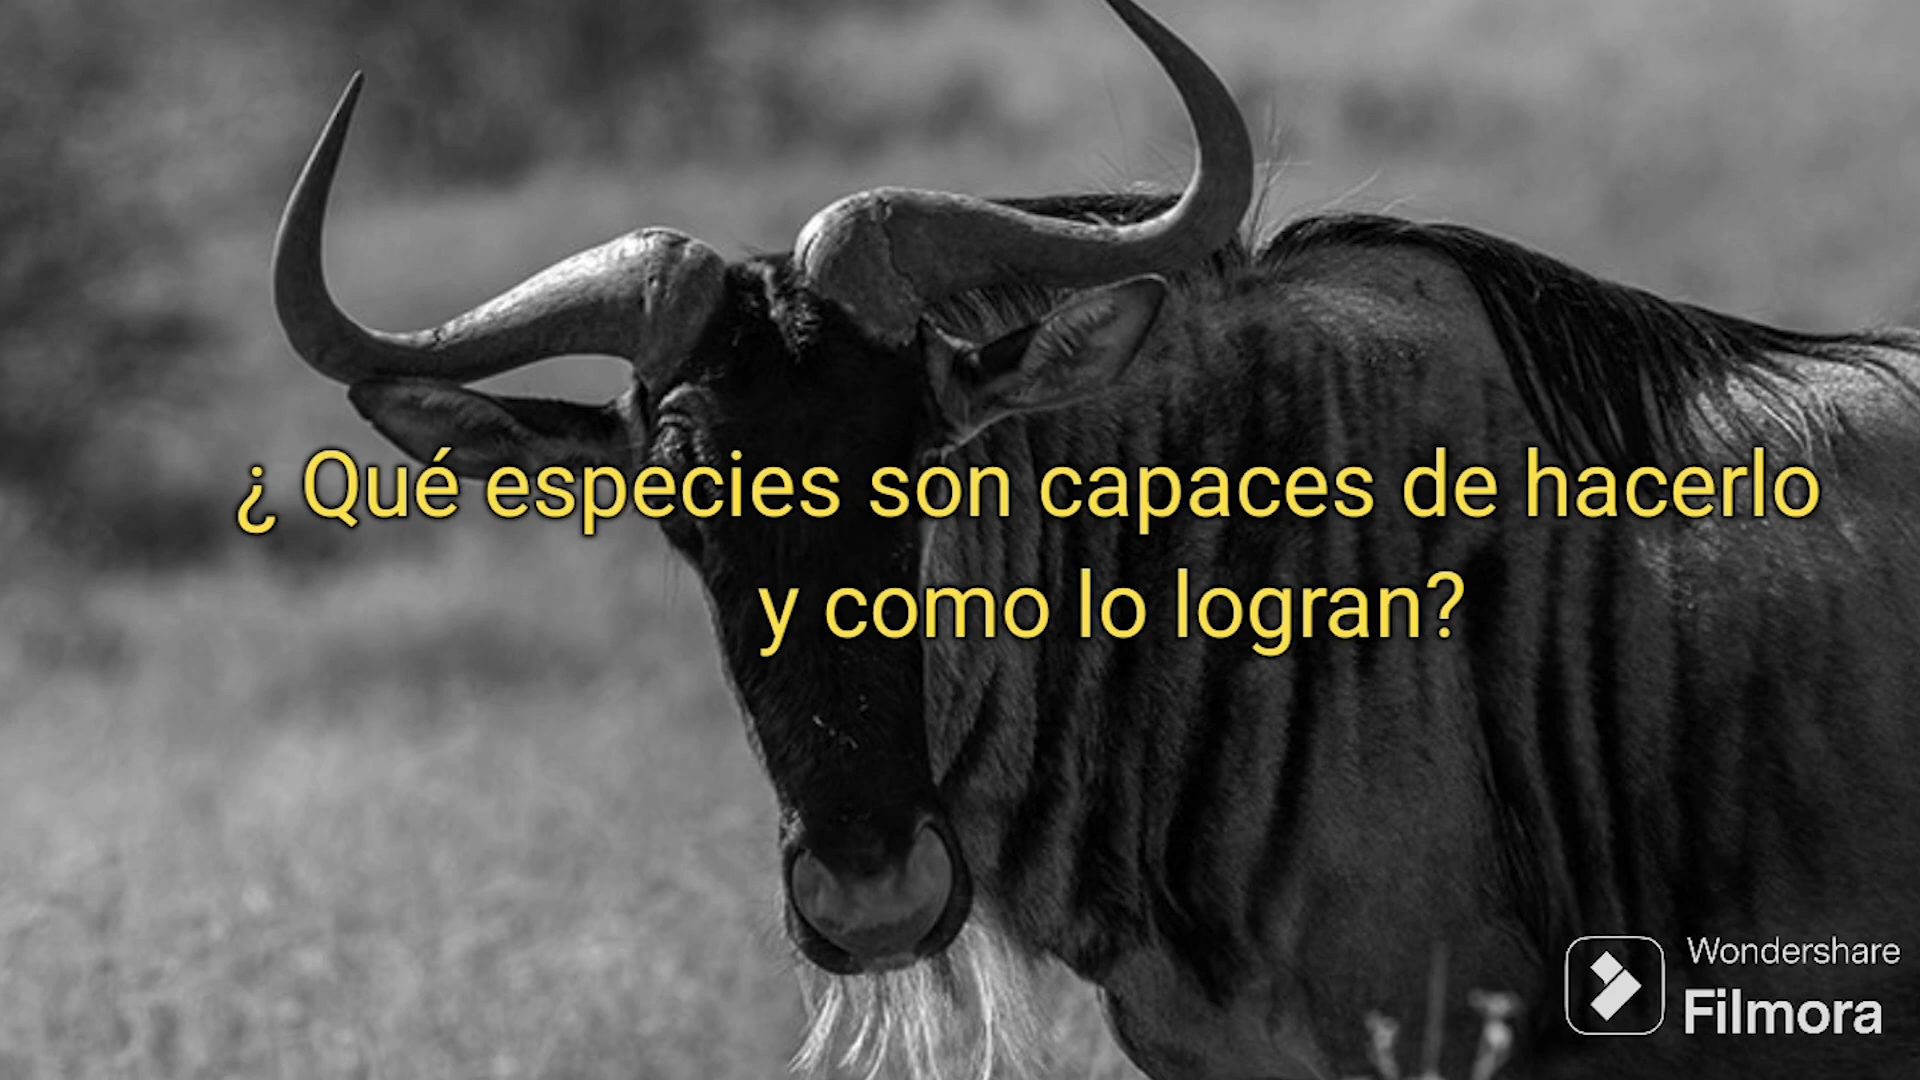 ¿ Qué especies son capaces de hacerlo
y como lo logran?
Wondershare
Filmora